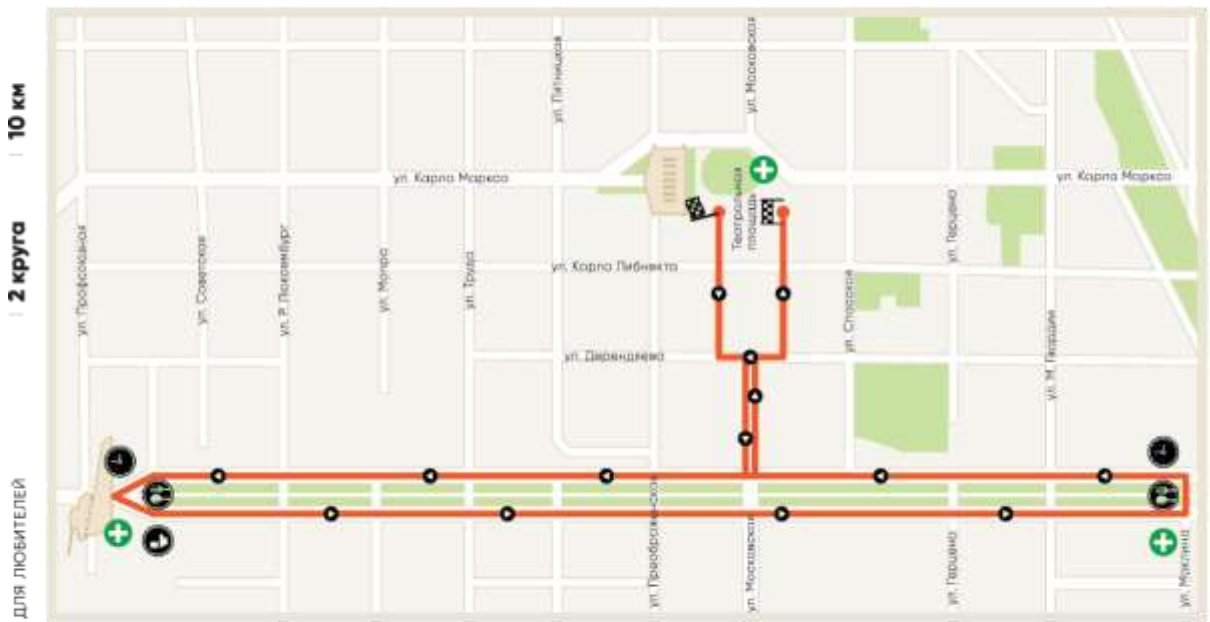 ДЛЯ ЛЮБИТЕЛЕЙ | 2 круга | 10 км
ул. Профсоюзная
ул. Советская
ул. Р. Люксембург
ул. Мопра
ул. Труда
ул. Пятницкая
ул. Преображенская
ул. Московская
ул. Московская
ул. Спасская
ул. Герцена
ул. Герцена
ул. М. Гвардии
ул. Маклина
ул. Карла Маркса
ул. Карла Маркса
ул. Карла Либкнехта
ул. Дерендяева
Театральная
площадь